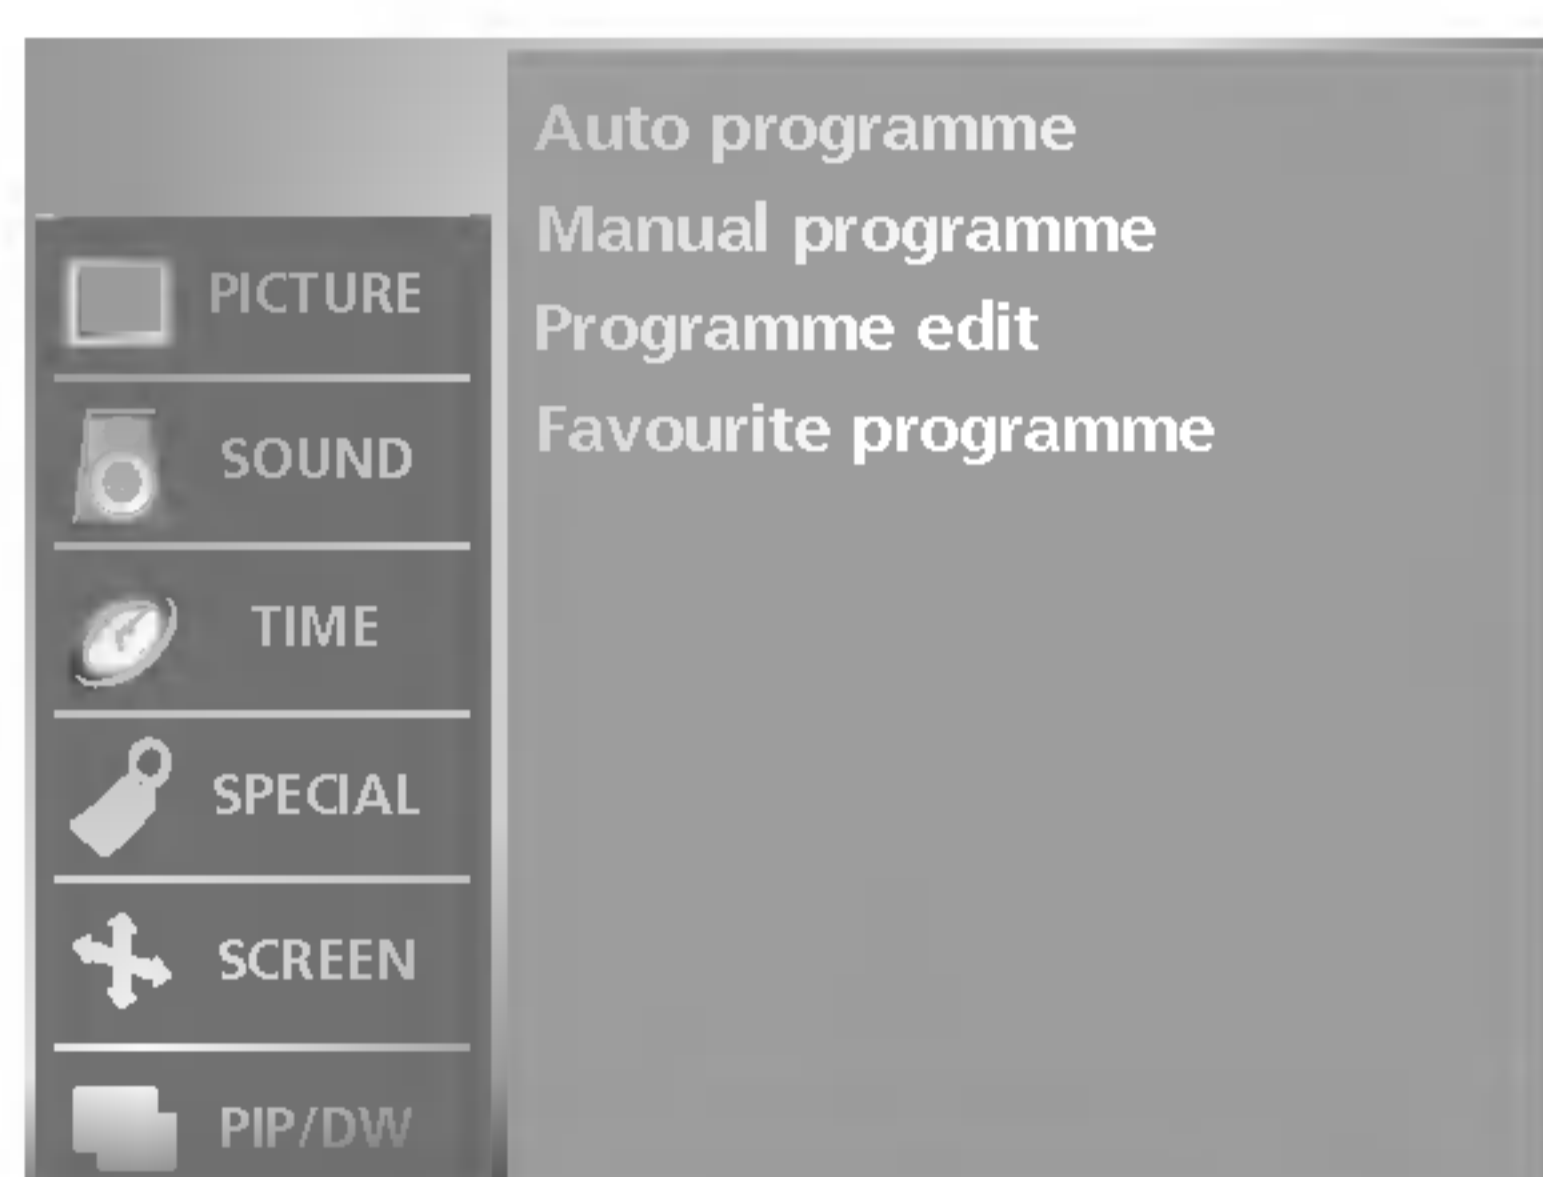 PICTURE
SOUND
TIME
SPECIAL
SCREEN
PIP/DW
Auto programme
Manual programme
Programme edit
Favourite programme